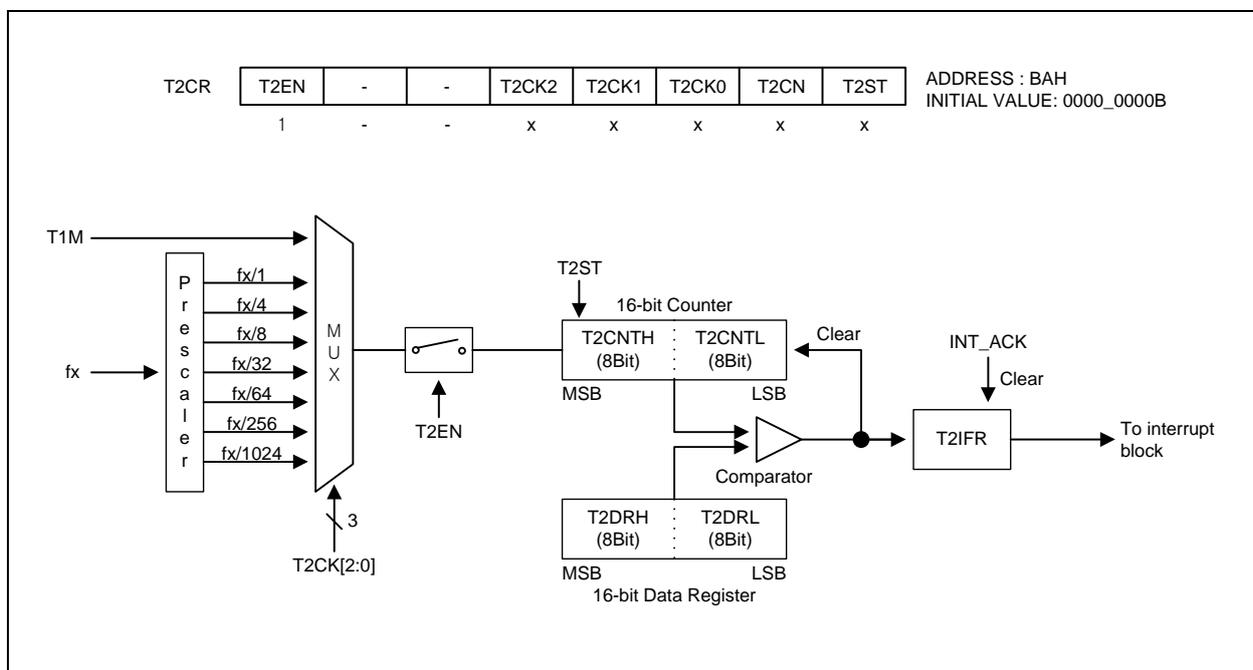 T2CR T2EN - - T2CK2 T2CK1 T2CK0 T2CN T2ST ADDRESS : BAH
INITIAL VALUE: 0000_0000B
1 - - x x x x x
T1M
Prescaler
fx/1
fx/4
fx/8
fx/32
fx/64
fx/256
fx/1024
fx
MUX
3
T2CK[2:0]
T2EN
T2ST
16-bit Counter
T2CNTH T2CNTL
(8Bit) (8Bit)
MSB LSB
Clear
Comparator
T2DRH T2DRL
(8Bit) (8Bit)
MSB LSB
16-bit Data Register
INT_ACK
Clear
T2IFR
To interrupt
block